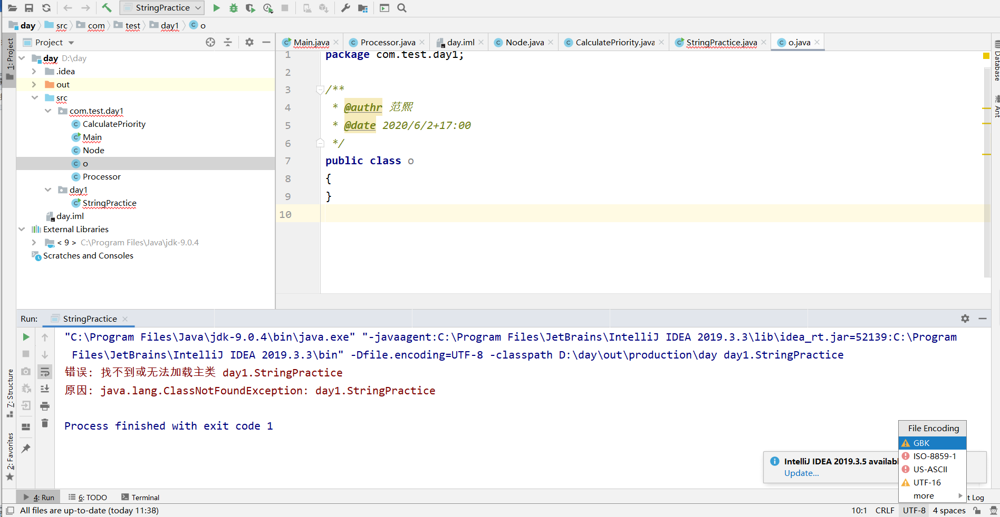 StringPractice
day src com test day1 o
1: Project
Project
day D:\day
.idea
out
src
com.test.day1
CalculatePriority
Main
Node
o
Processor
day1
StringPractice
day.iml
External Libraries
< 9 > C:\Program Files\Java\jdk-9.0.4
Scratches and Consoles
Main.java Processor.java day.iml Node.java CalculatePriority.java StringPractice.java o.java
1 package com.test.day1;
2
3 /**
4 * @authr 范熙
5 * @date 2020/6/2+17:00
6 */
7 public class o
8 {
9 }
10
Database
Ant
Run: StringPractice
"C:\Program Files\Java\jdk-9.0.4\bin\java.exe" "-javaagent:C:\Program Files\JetBrains\IntelliJ IDEA 2019.3.3\lib\idea_rt.jar=52139:C:\Program
Files\JetBrains\IntelliJ IDEA 2019.3.3\bin" -Dfile.encoding=UTF-8 -classpath D:\day\out\production\day day1.StringPractice
错误: 找不到或无法加载主类 day1.StringPractice
原因: java.lang.ClassNotFoundException: day1.StringPractice
Process finished with exit code 1
7: Structure
2: Favorites
File Encoding
GBK
ISO-8859-1
US-ASCII
UTF-16
more
IntelliJ IDEA 2019.3.5
Update...
4: Run 6: TODO Terminal
t Log
All files are up-to-date (today 11:38)
10:1 CRLF UTF-8 4 spaces